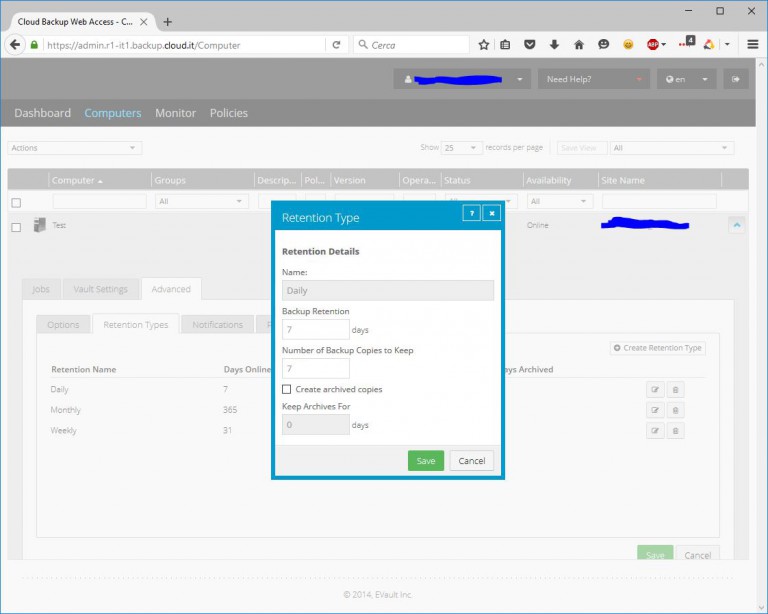 Cloud Backup Web Access - C...
https://admin.r1-it1.backup.cloud.it/Computer
Cerca
ABP
4
Need Help?
en
Dashboard Computers Monitor Policies
Actions
Show 25 records per page
Save View
All
Computer Groups Descrip... Pol... Version Opera... Status Availability Site Name
All
All
Test
Online
Jobs Vault Settings Advanced
Options Retention Types Notifications
Create Retention Type
Retention Name Days Online
Archived
Daily 7
Monthly 365
Weekly 31
Save Cancel
Retention Type
?
Retention Details
Name:
Daily
Backup Retention
7 days
Number of Backup Copies to Keep
7
Create archived copies
Keep Archives For
0 days
Save Cancel
© 2014, EVault Inc.